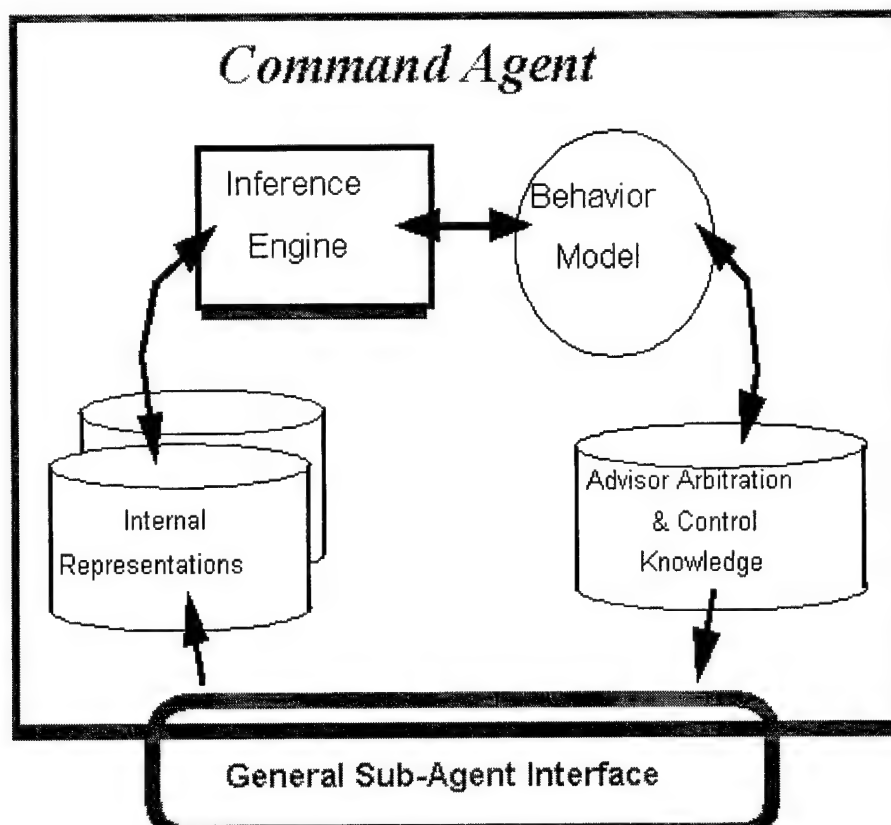 Command Agent
Inference
Engine
Behavior
Model
Internal
Representations
Advisor Arbitration
& Control
Knowledge
General Sub-Agent Interface